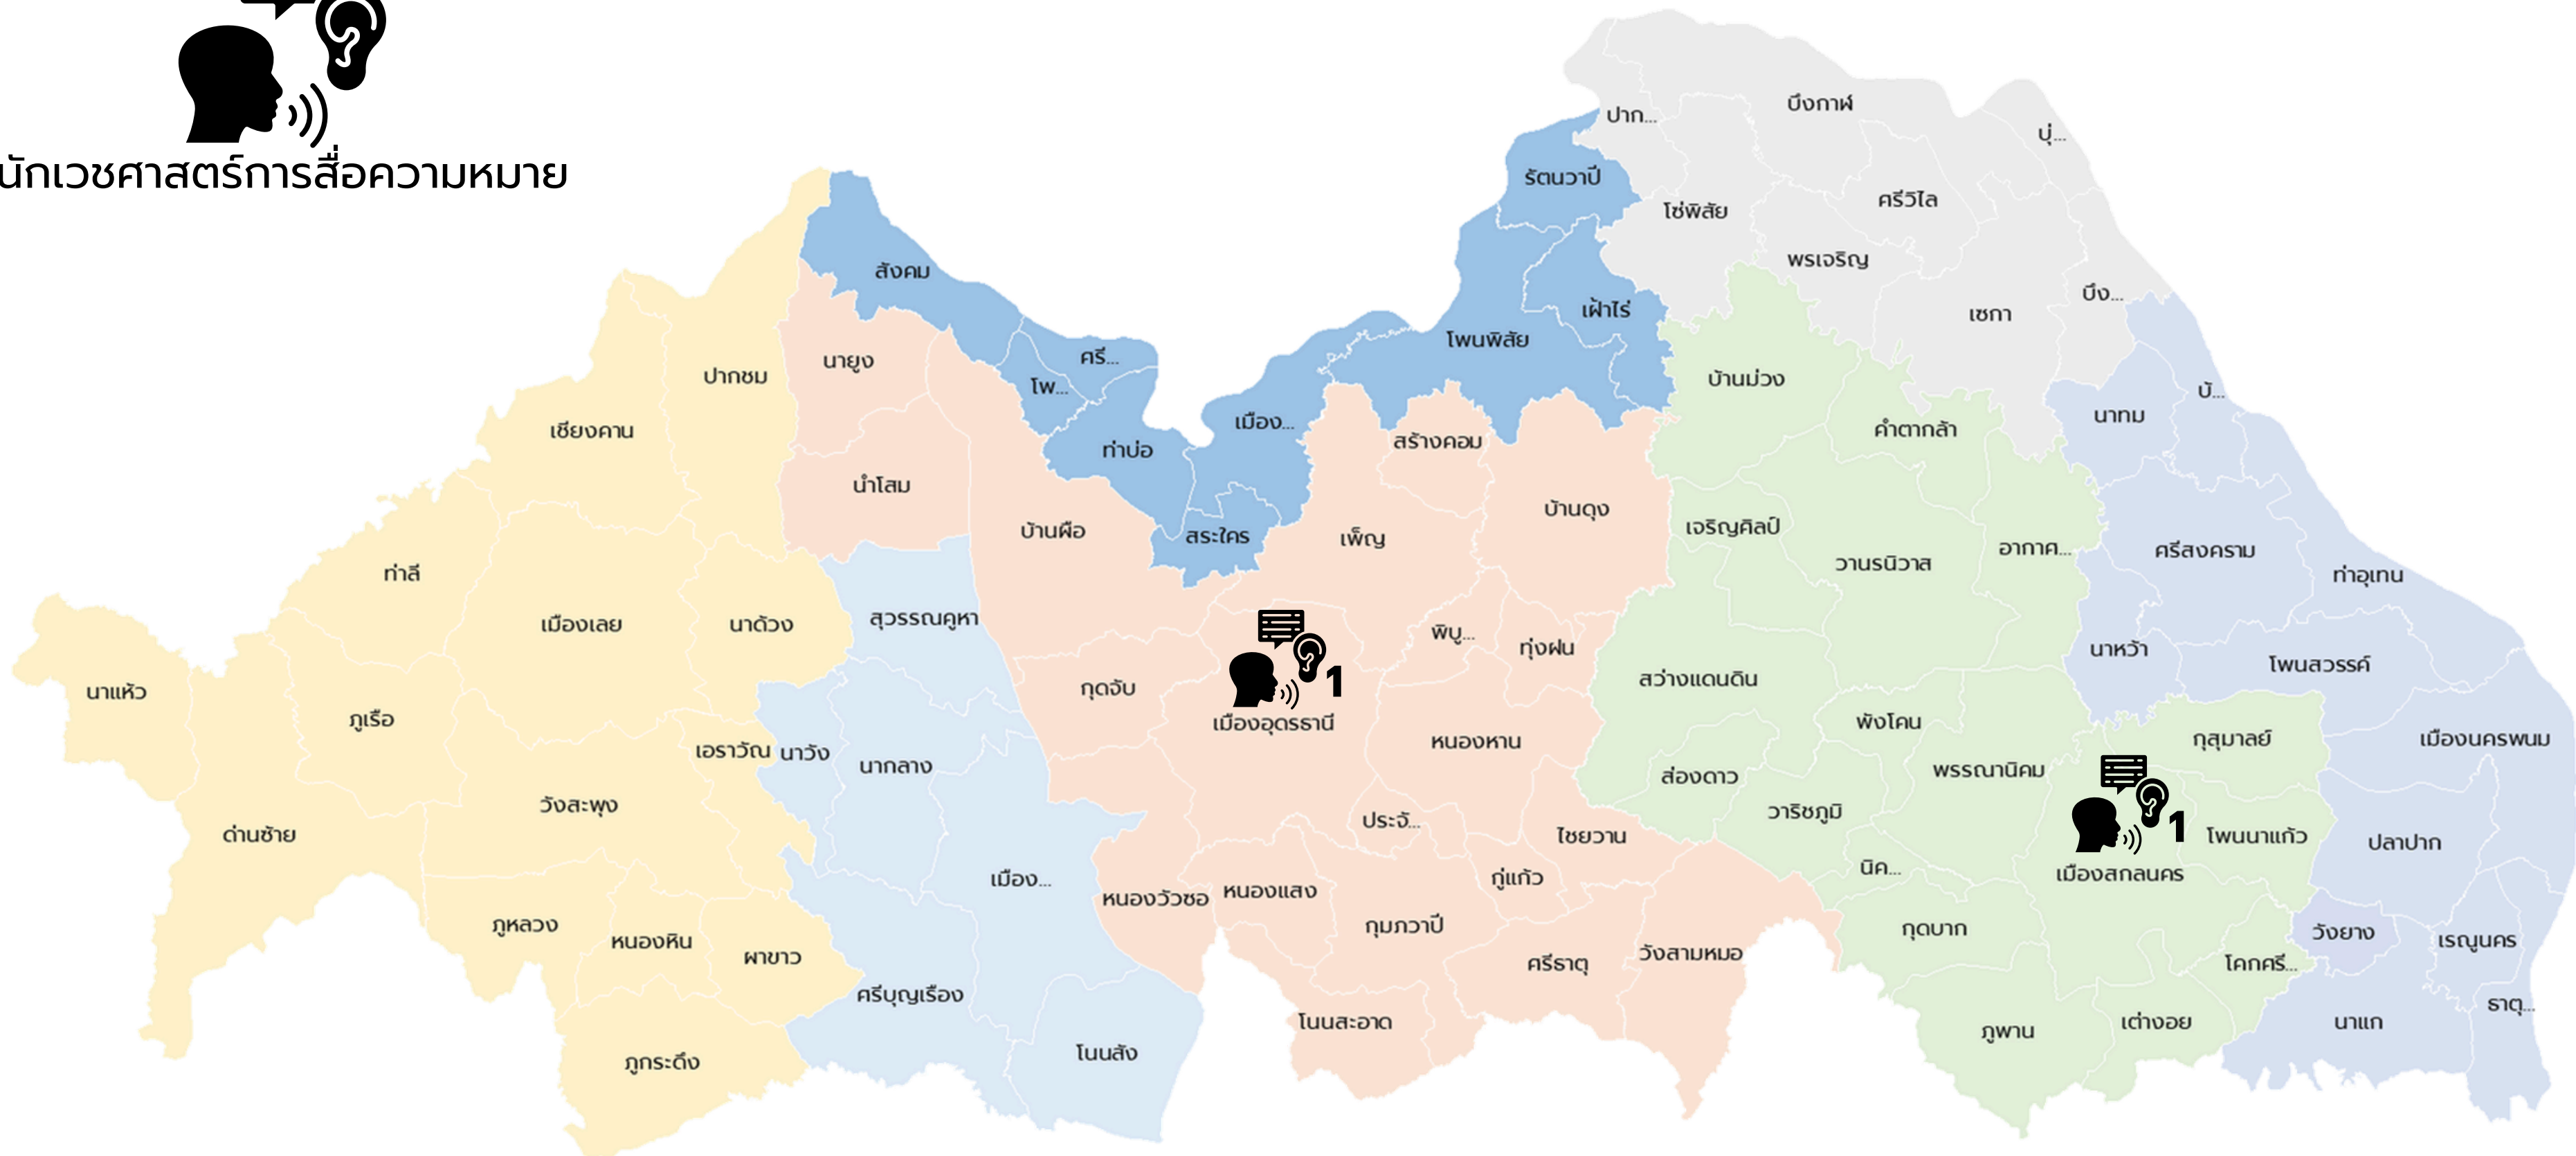 นักเวชศาสตร์การสื่อความหมาย
บึงกาฬ
ปาก...
บุ่...
รัตนวาปี
ศรีวิไล
โซ่พิสัย
พรเจริญ
สังคม
บึง...
เฝ้าไร่
เซกา
โพนพิสัย
ศรี...
นายูง
ปากชม
บ้านม่วง
โพ...
บ้...
นาทม
เมือง...
เชียงคาน
คำตากล้า
สร้างคอม
ท่าบ่อ
น้ำโสม
บ้านดุง
เจริญศิลป์
บ้านผือ
สระใคร
เพ็ญ
อากาศ...
ศรีสงคราม
วานรนิวาส
ท่าลี่
ท่าอุเทน
สุวรรณคูหา
เมืองเลย
นาด้วง
พิบู...
ทุ่งฝน
นาหว้า
โพนสวรรค์
สว่างแดนดิน
กุดจับ
1
นาแห้ว
ภูเรือ
เมืองอุดรธานี
พังโคน
หนองหาน
กุสุมาลย์
เมืองนครพนม
เอราวัณ
นาวัง
นากลาง
พรรณานิคม
ส่องดาว
วังสะพุง
วาริชภูมิ
ประจั...
1
ด่านซ้าย
ไชยวาน
โพนนาแก้ว
ปลาปาก
นิค...
เมืองสกลนคร
เมือง...
กู่แก้ว
หนองแสง
หนองวัวซอ
ภูหลวง
กุมภวาปี
กุดบาก
วังยาง
หนองหิน
เรณูนคร
วังสามหมอ
ผาขาว
ศรีธาตุ
โคกศรี...
ศรีบุญเรือง
ธาตุ...
โนนสะอาด
ภูพาน
เต่างอย
นาแก
โนนสัง
ภูกระดึง